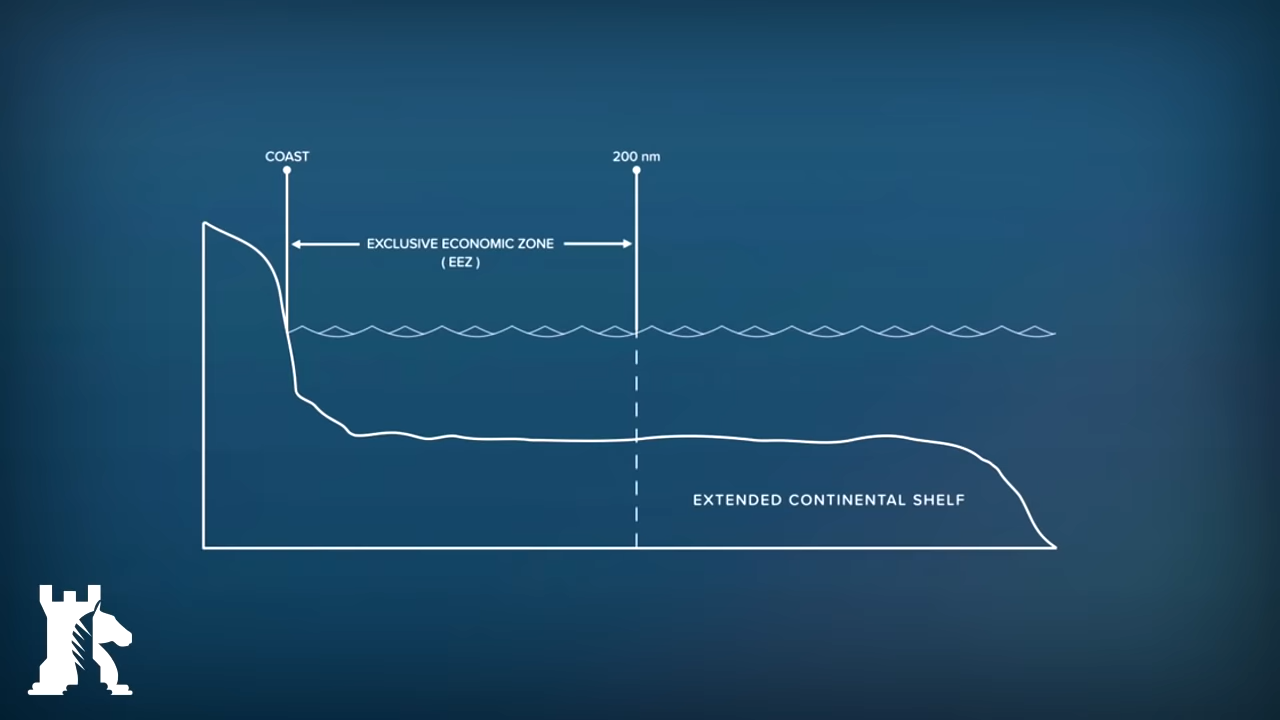 COAST
200 nm
EXCLUSIVE ECONOMIC ZONE
( EEZ )
EXTENDED CONTINENTAL SHELF